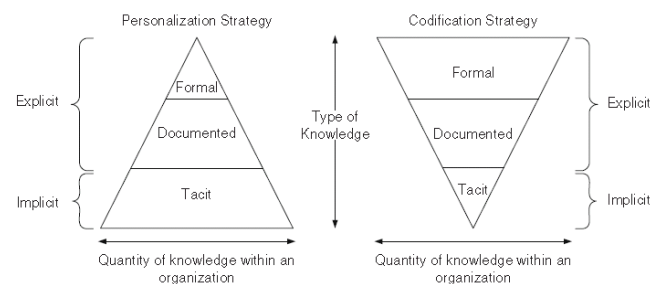 Personalization Strategy
Codification Strategy
Explicit
Formal
Documented
Implicit
Tacit
Type of
Knowledge
Formal
Documented
Tacit
Explicit
Implicit
Quantity of knowledge within an
organization
Quantity of knowledge within an
organization